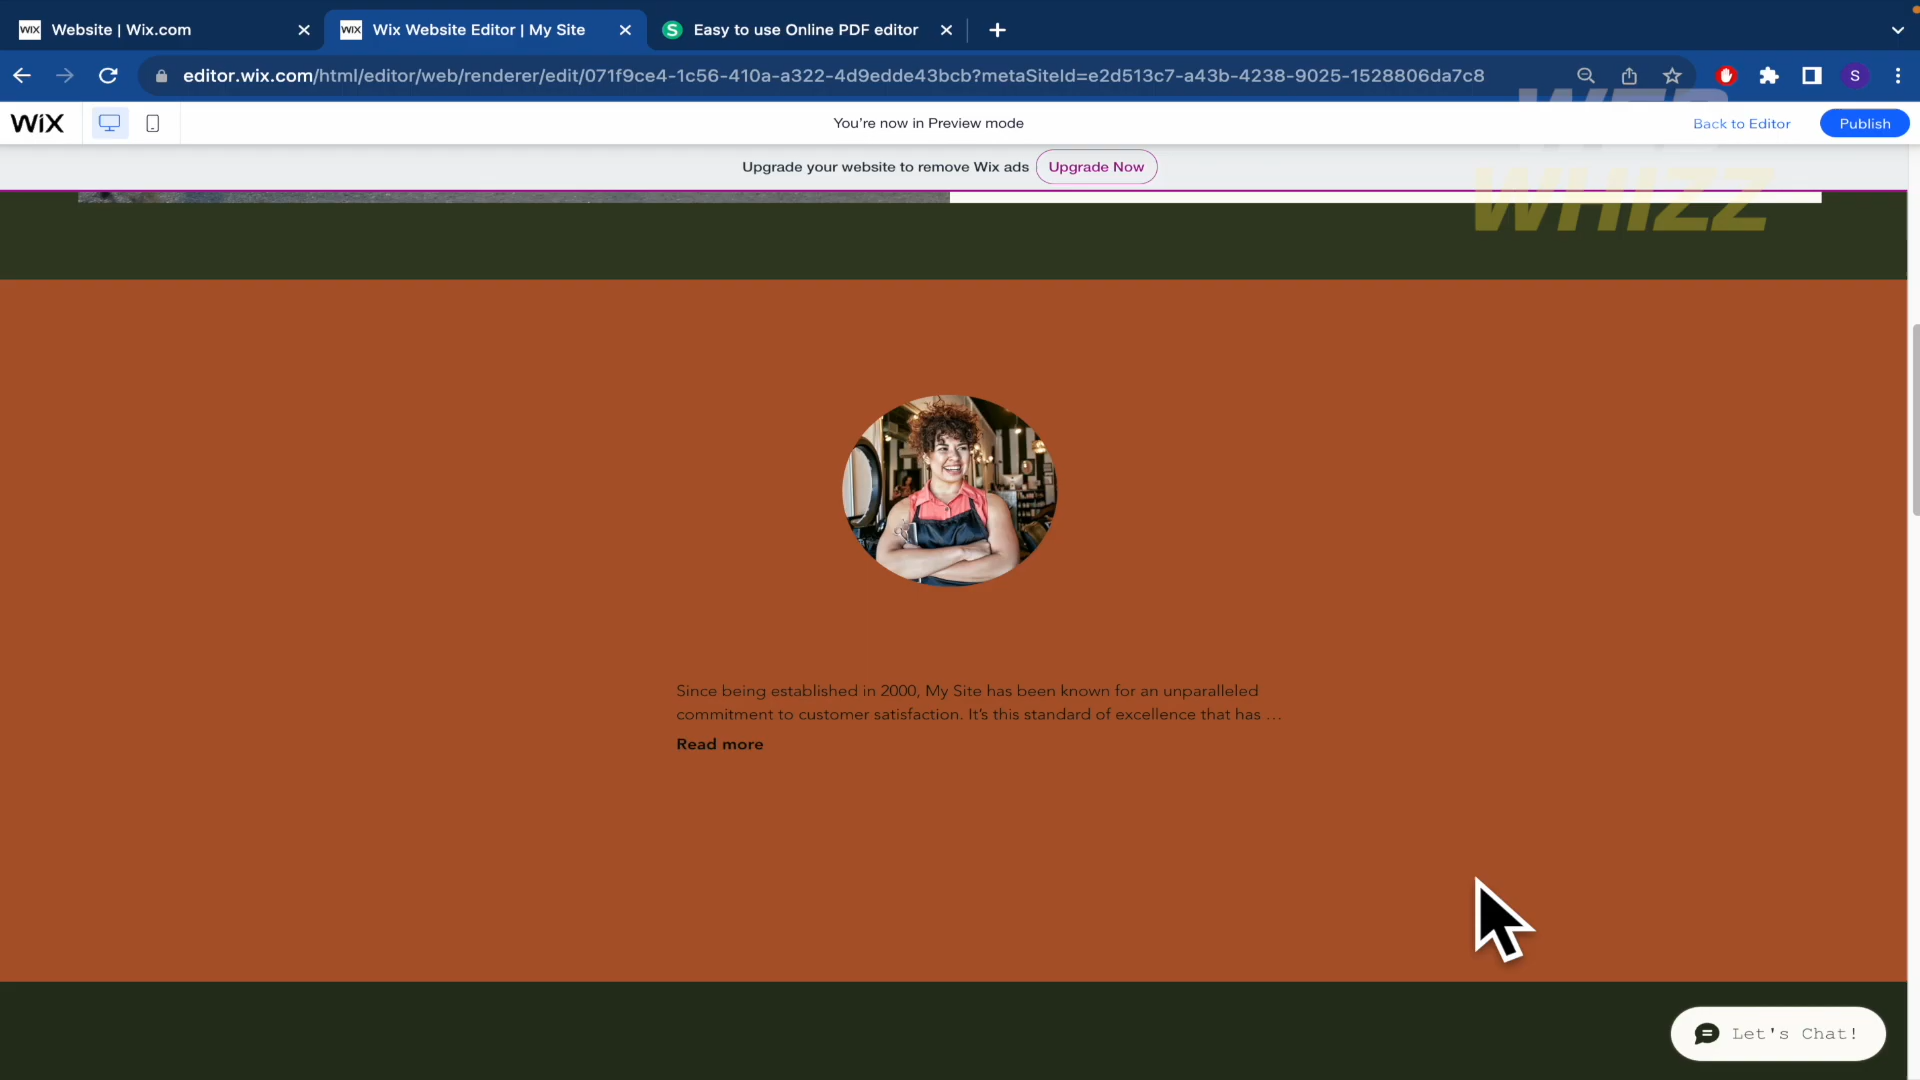 WiX Website | Wix.com
WiX Wix Website Editor | My Site
S Easy to use Online PDF editor
editor.wix.com/html/editor/web/renderer/edit/071f9ce4-1c56-410a-a322-4d9edde43bcb?metaSiteId=e2d513c7-a43b-4238-9025-1528806da7c8
S
WiX
You're now in Preview mode
Back to Editor
Publish
WEB
WHIZZ
Upgrade your website to remove Wix ads
Upgrade Now
Since being established in 2000, My Site has been known for an unparalleled
commitment to customer satisfaction. It's this standard of excellence that has ...
Read more
Let's Chat!